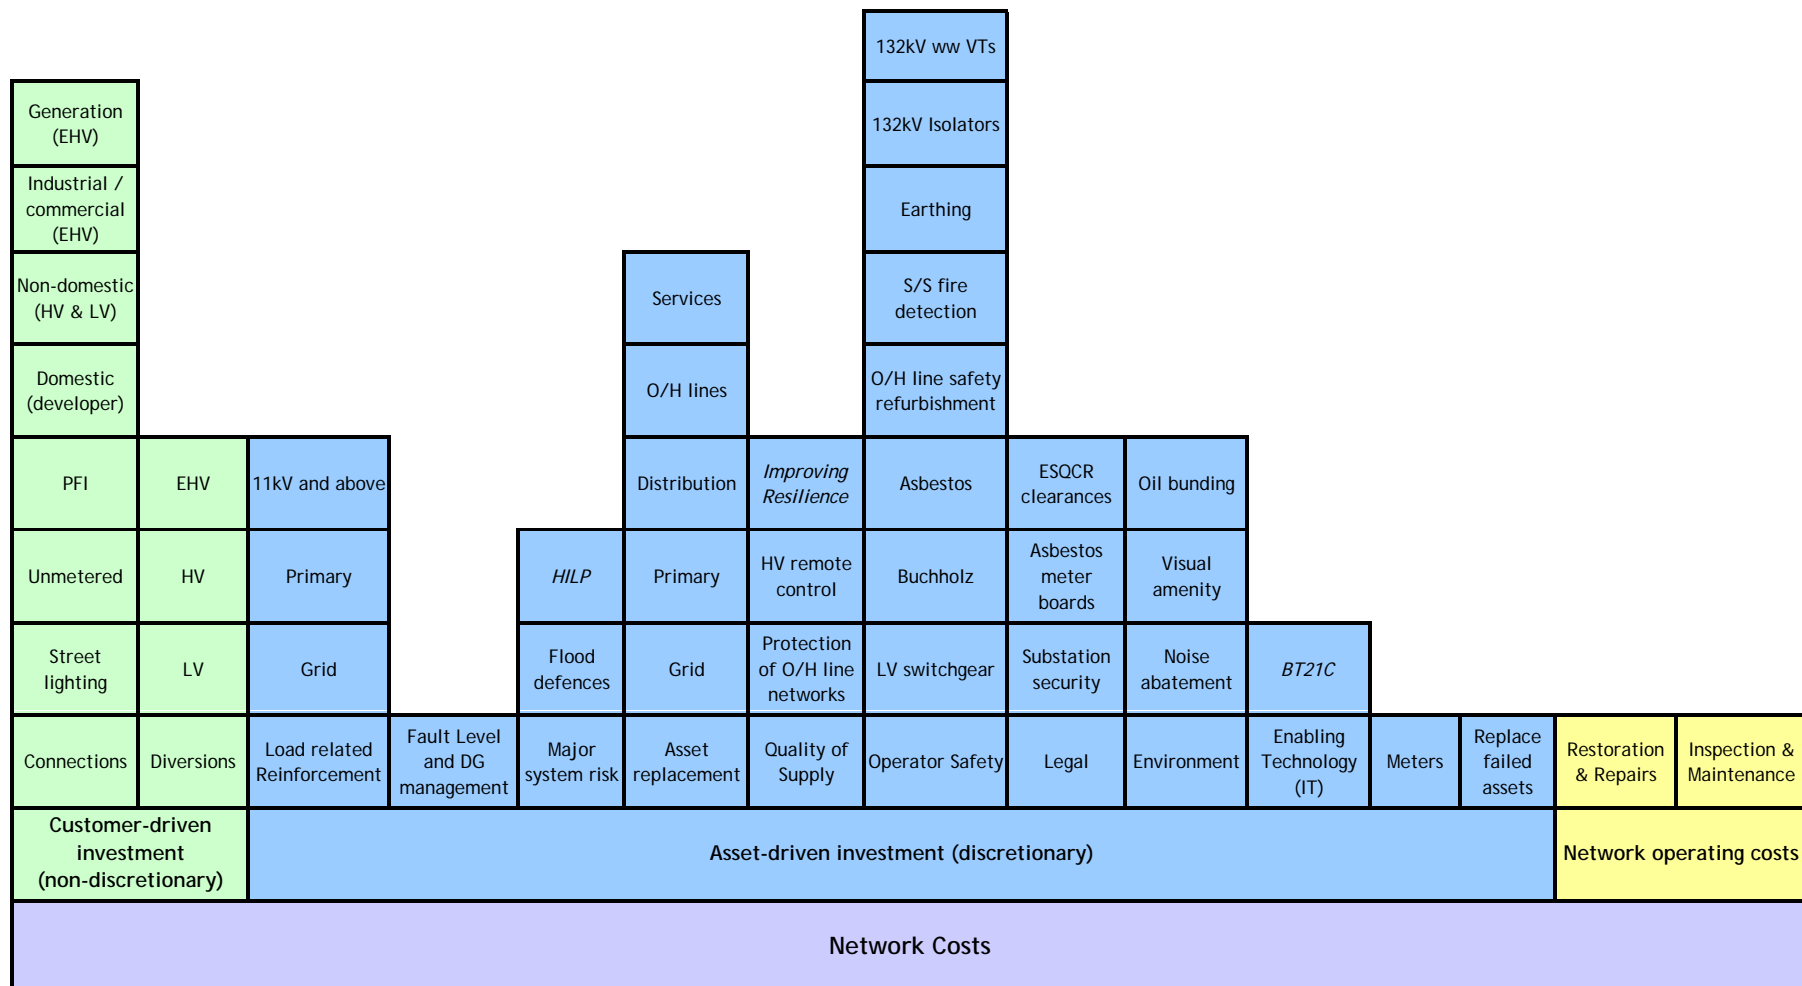 132kV ww VTs
Generation
(EHV)
132kV Isolators
Industrial /
commercial
(EHV)
Earthing
Non-domestic
(HV & LV)
Services
S/S fire
detection
Domestic
(developer)
O/H lines
O/H line safety
refurbishment
PFI
EHV
11kV and above
Distribution
Improving
Resilience
Asbestos
ESQCR
clearances
Oil bunding
Unmetered
HV
Primary
HILP
Primary
HV remote
control
Buchholz
Asbestos
meter
boards
Visual
amenity
Street
lighting
LV
Grid
Flood
defences
Grid
Protection
of O/H line
networks
LV switchgear
Substation
security
Noise
abatement
BT21C
Connections
Diversions
Load related
Reinforcement
Fault Level
and DG
management
Major
system risk
Asset
replacement
Quality of
Supply
Operator Safety
Legal
Environment
Enabling
Technology
(IT)
Meters
Replace
failed
assets
Restoration
& Repairs
Inspection &
Maintenance
Customer-driven
investment
(non-discretionary)
Asset-driven investment (discretionary)
Network operating costs
Network Costs